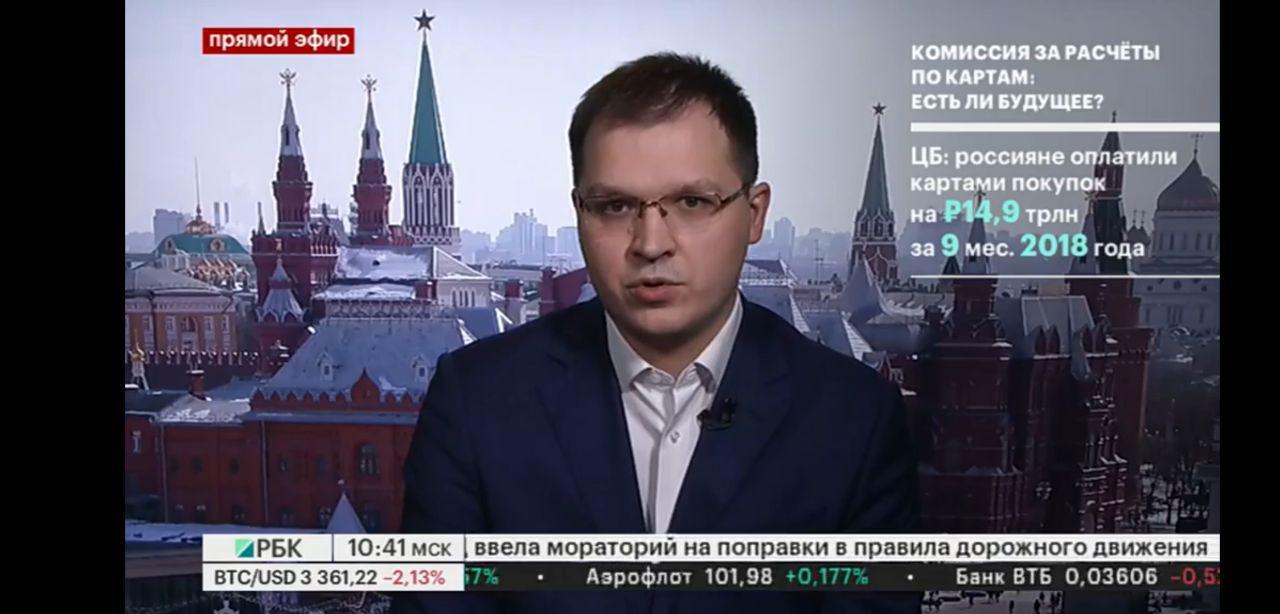 прямой эфир
КОМИССИЯ ЗА РАСЧЁТЫ
ПО КАРТАМ:
ЕСТЬ ЛИ БУДУЩЕЕ?
ЦБ: россияне оплатили
картами покупок
на ₽14,9 трлн
за 9 мес. 2018 года
РБК 10:41 МСК ввела мораторий на поправки в правила дорожного движения
BTC/USD 3 361,22 -2,13% 7% • Аэрофлот 101,98 +0,177% • Банк ВТБ 0,03606